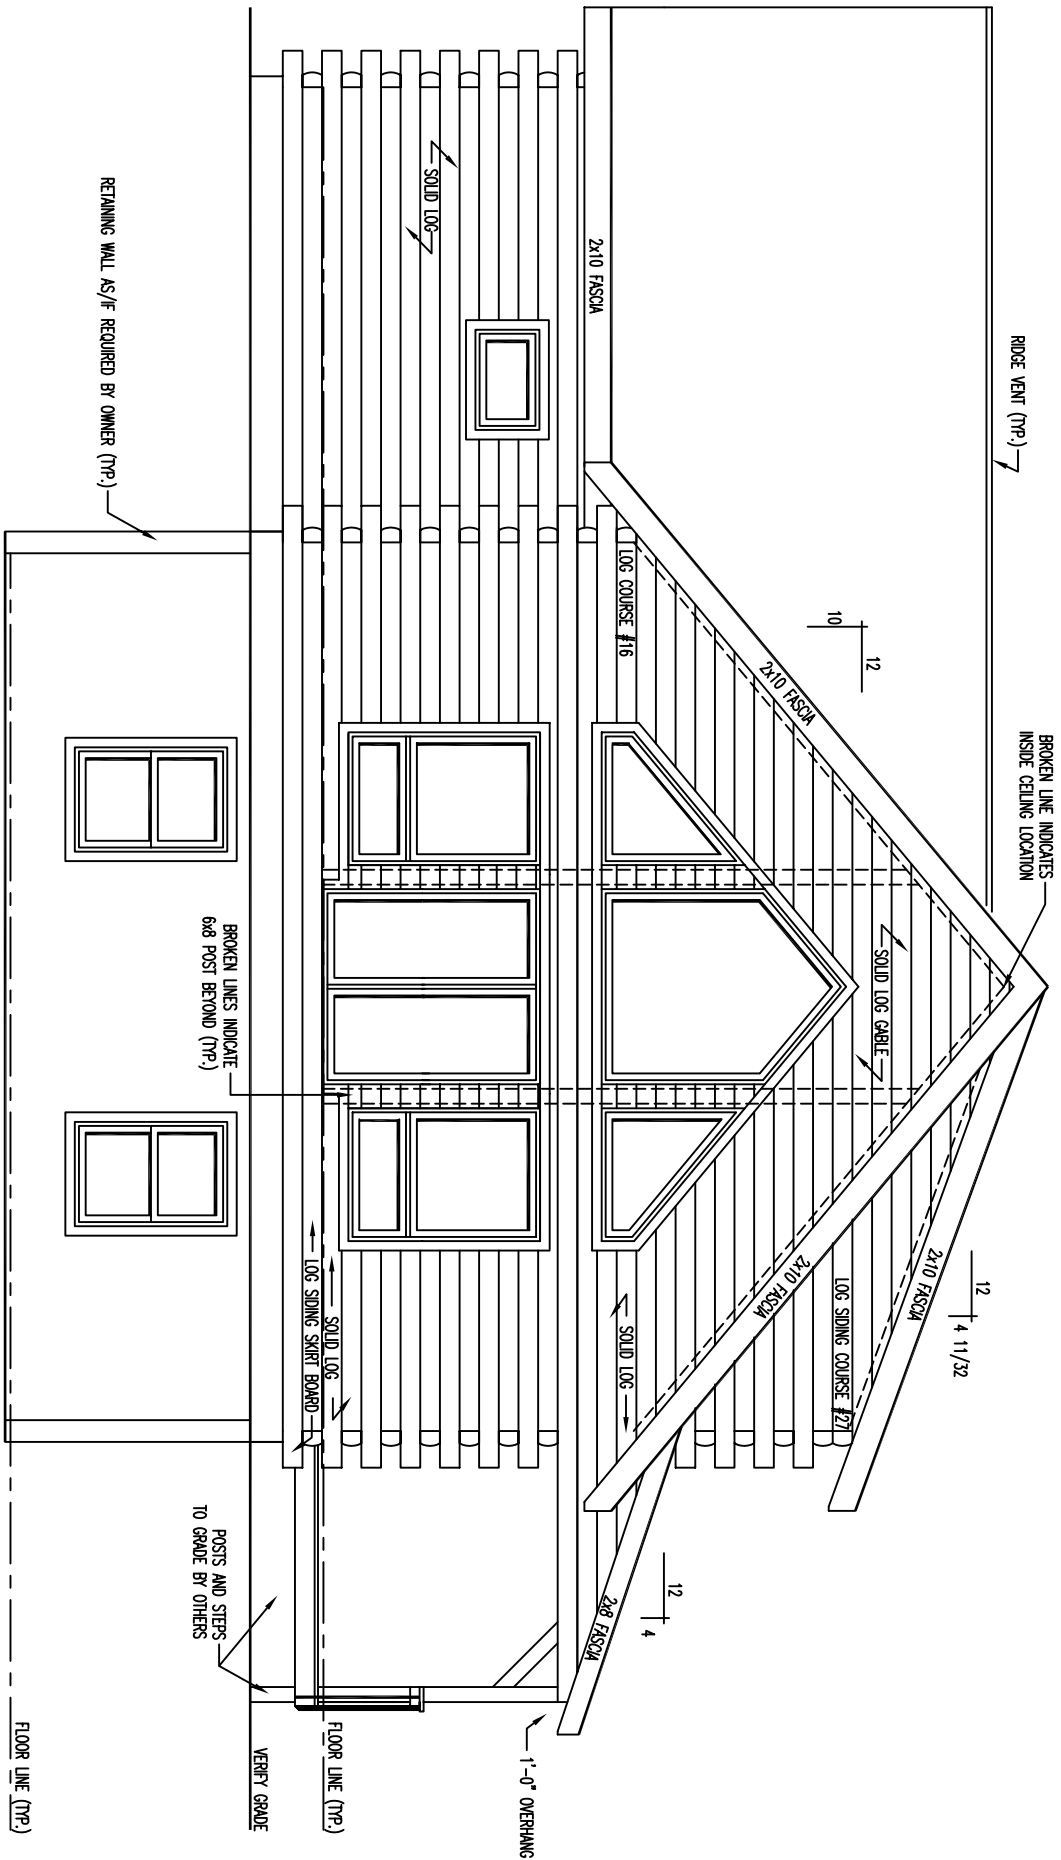 RIDGE VENT (TYP.)
BROKEN LINE INDICATES
INSIDE CEILING LOCATION
12
4 11/32
2x10 FASCIA
SOLID LOG GABLE
12
10
2x10 FASCIA
LOG SIDING COURSE #27
2x10 FASCIA
12
4
2x10 FASCIA
LOG COURSE #16
SOLID LOG
2x8 FASCIA
1'-0" OVERHANG
SOLID LOG
SOLID LOG
FLOOR LINE (TYP.)
LOG SIDING SKIRT BOARD
VERIFY GRADE
BROKEN LINES INDICATE
6x8 POST BEYOND (TYP.)
POSTS AND STEPS
TO GRADE BY OTHERS
RETAINING WALL AS/IF REQUIRED BY OWNER (TYP.)
FLOOR LINE (TYP.)